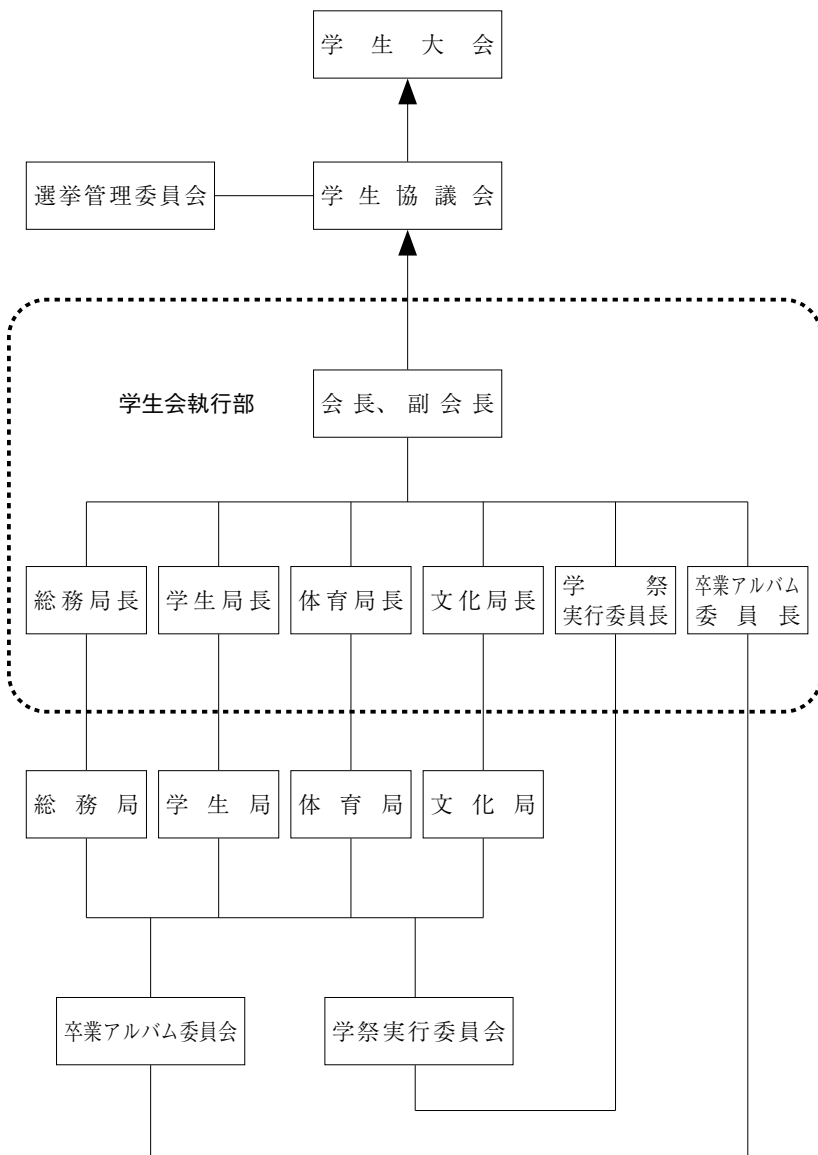 学生大会
選挙管理委員会
学生協議会
学生会執行部
会長、副会長
総務局長
学生局長
体育局長
文化局長
学祭
実行委員長
卒業アルバム
委員長
総務局
学生局
体育局
文化局
卒業アルバム委員会
学祭実行委員会